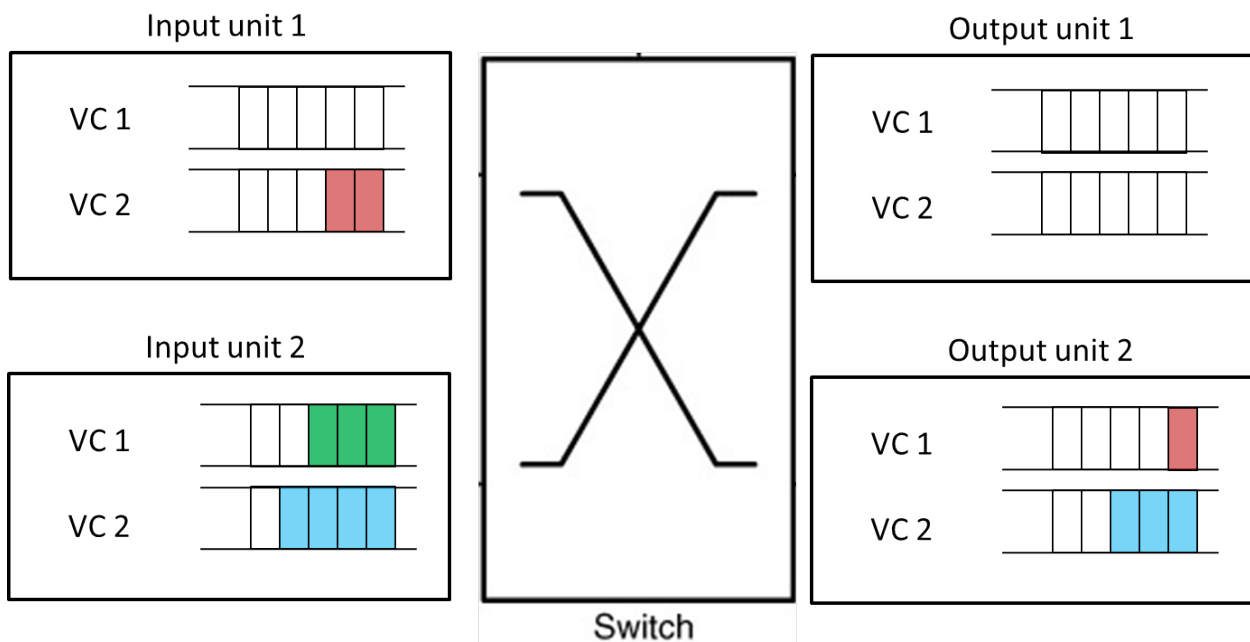 Input unit 1
VC 1
VC 2
Input unit 2
VC 1
VC 2
Switch
Output unit 1
VC 1
VC 2
Output unit 2
VC 1
VC 2